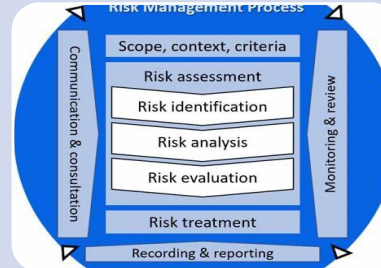 Risk Management Process
Scope, context, criteria
Risk assessment
Risk identification
Risk analysis
Risk evaluation
Risk treatment
Communication & consultation
Monitoring & review
Recording & reporting